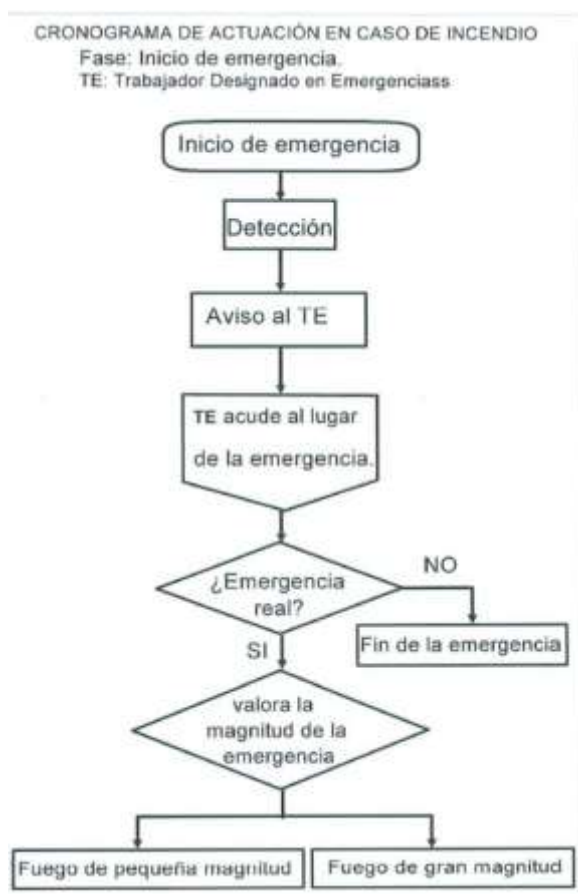 CRONOGRAMA DE ACTUACIÓN EN CASO DE INCENDIO
Fase: Inicio de emergencia.
TE: Trabajador Designado en Emergenciass
Inicio de emergencia
Detección
Aviso al TE
TE acude al lugar
de la emergencia.
¿Emergencia
real?
NO
Fin de la emergencia
SI
valora la
magnitud de la
emergencia
Fuego de pequeña magnitud
Fuego de gran magnitud